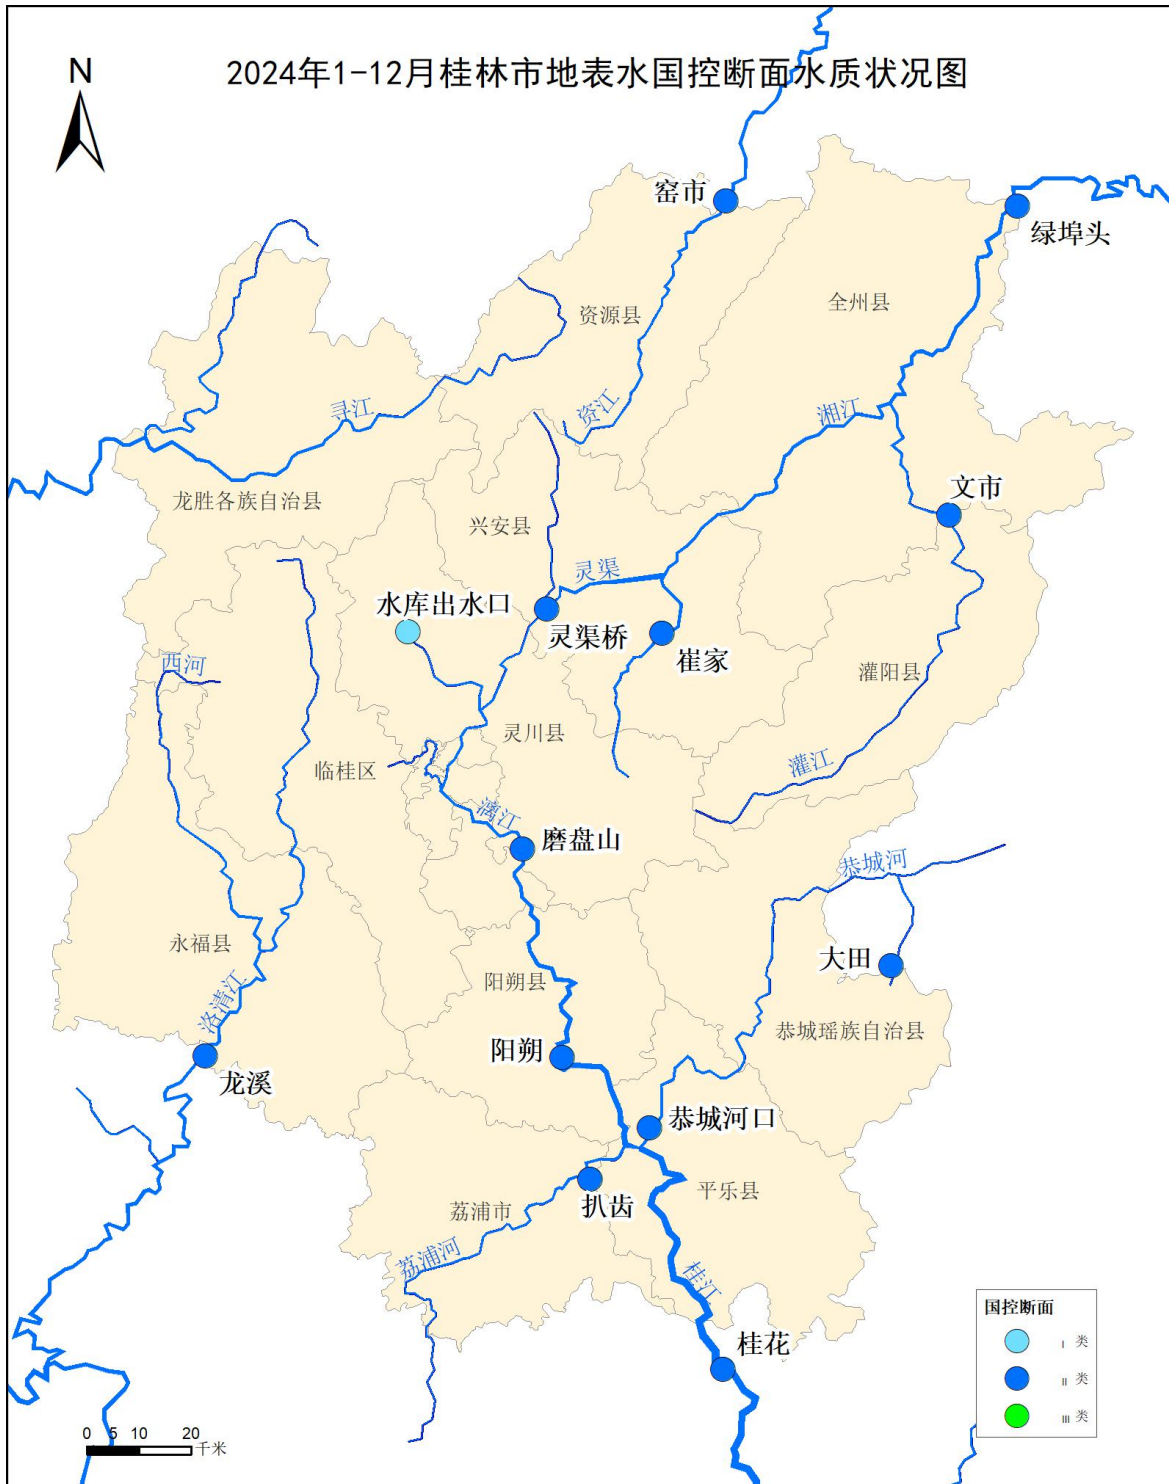 2024年1-12月桂林市地表水国控断面水质状况图
N
窑市
绿埠头
资源县
全州县
寻江
资江
湘江
龙胜各族自治县
兴安县
文市
灵渠
水库出水口
灵渠桥
崔家
西河
灌阳县
灵川县
临桂区
灌江
漓江
磨盘山
恭城河
永福县
大田
阳朔县
洛清江
恭城瑶族自治县
阳朔
龙溪
恭城河口
平乐县
扒齿
荔浦市
荔浦河
桂江
桂花
国控断面
I 类
II 类
III 类
0 5 10 20
千米